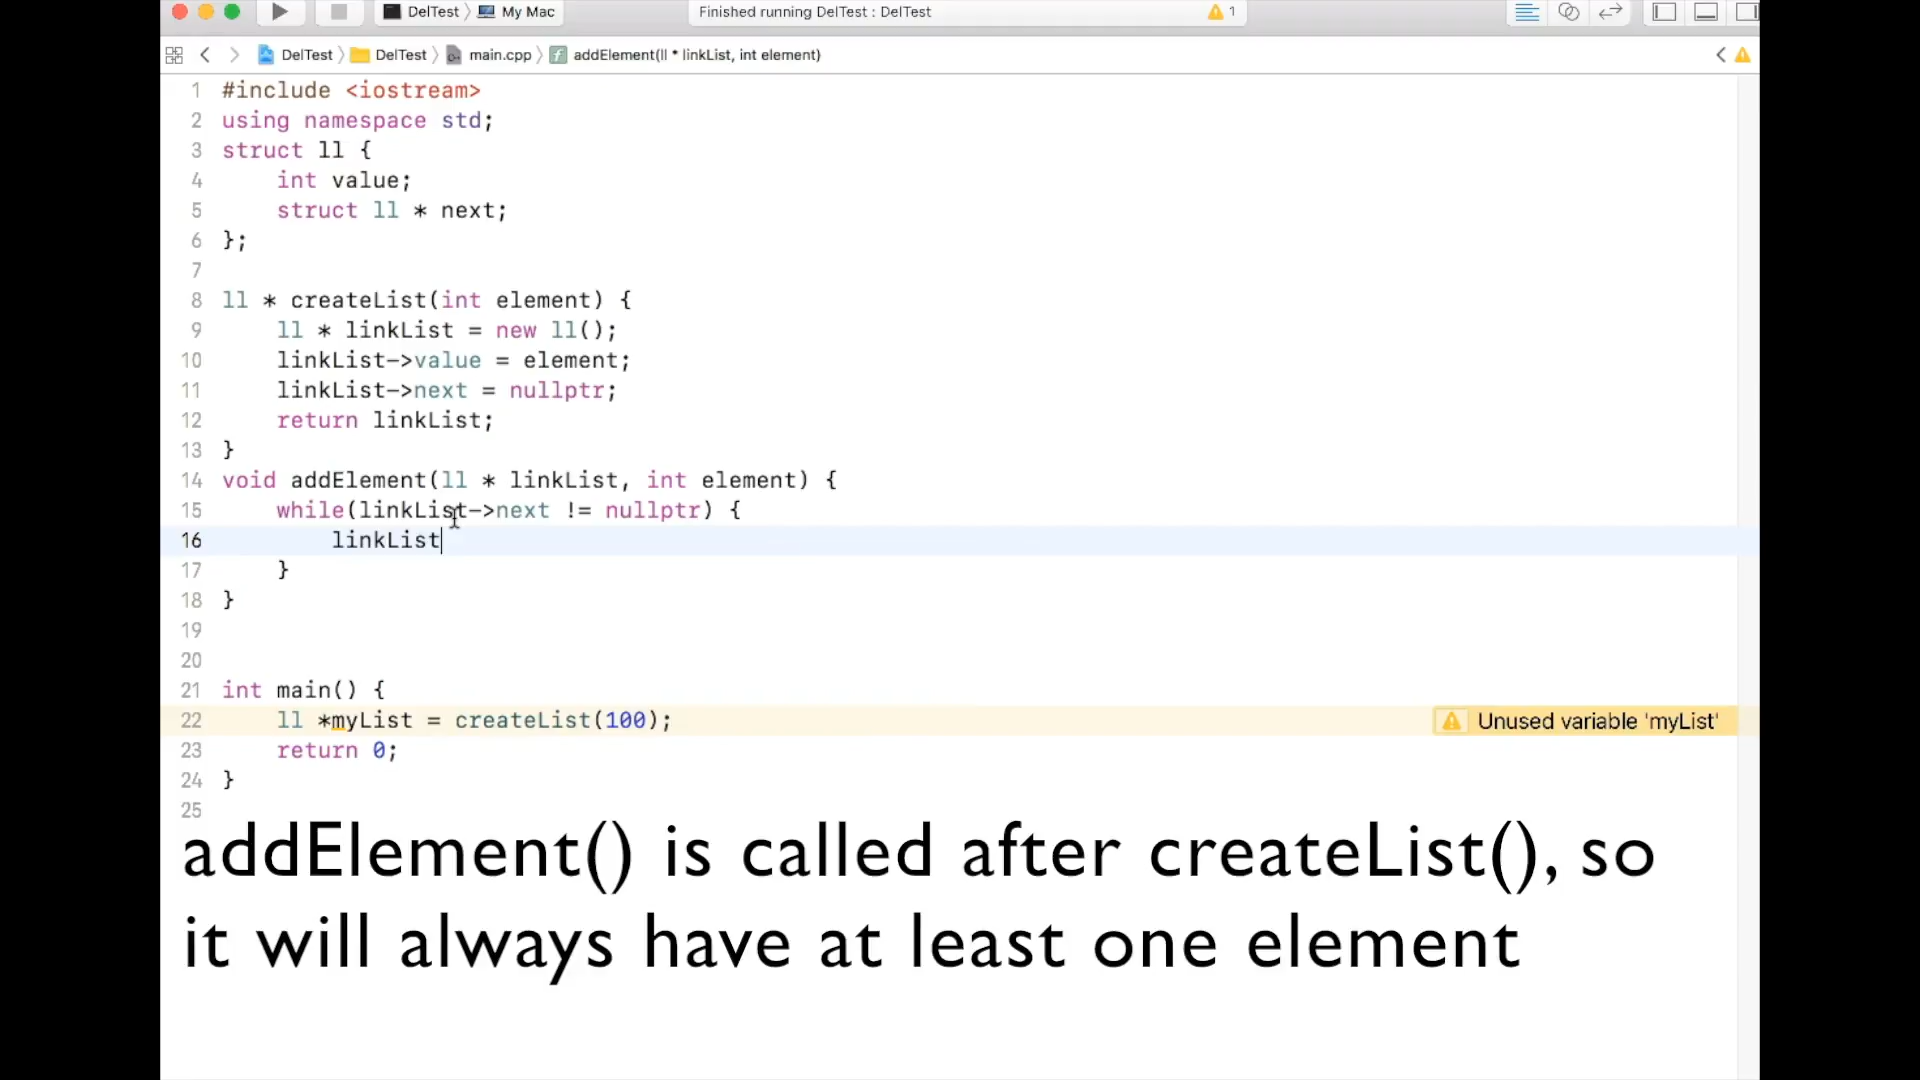 DelTest 〉 My Mac
Finished running DelTest : DelTest
1
DelTest 〉 DelTest 〉 main.cpp 〉 addElement(ll * linkList, int element)
1 #include <iostream>
2 using namespace std;
3 struct ll {
4     int value;
5     struct ll * next;
6 };
7
8 ll * createList(int element) {
9     ll * linkList = new ll();
10     linkList->value = element;
11     linkList->next = nullptr;
12     return linkList;
13 }
14 void addElement(ll * linkList, int element) {
15     while(linkList->next != nullptr) {
16         linkList
17     }
18 }
19
20
21 int main() {
22     ll *myList = createList(100); Unused variable 'myList'
23     return 0;
24 }
25
addElement() is called after createList(), so
it will always have at least one element